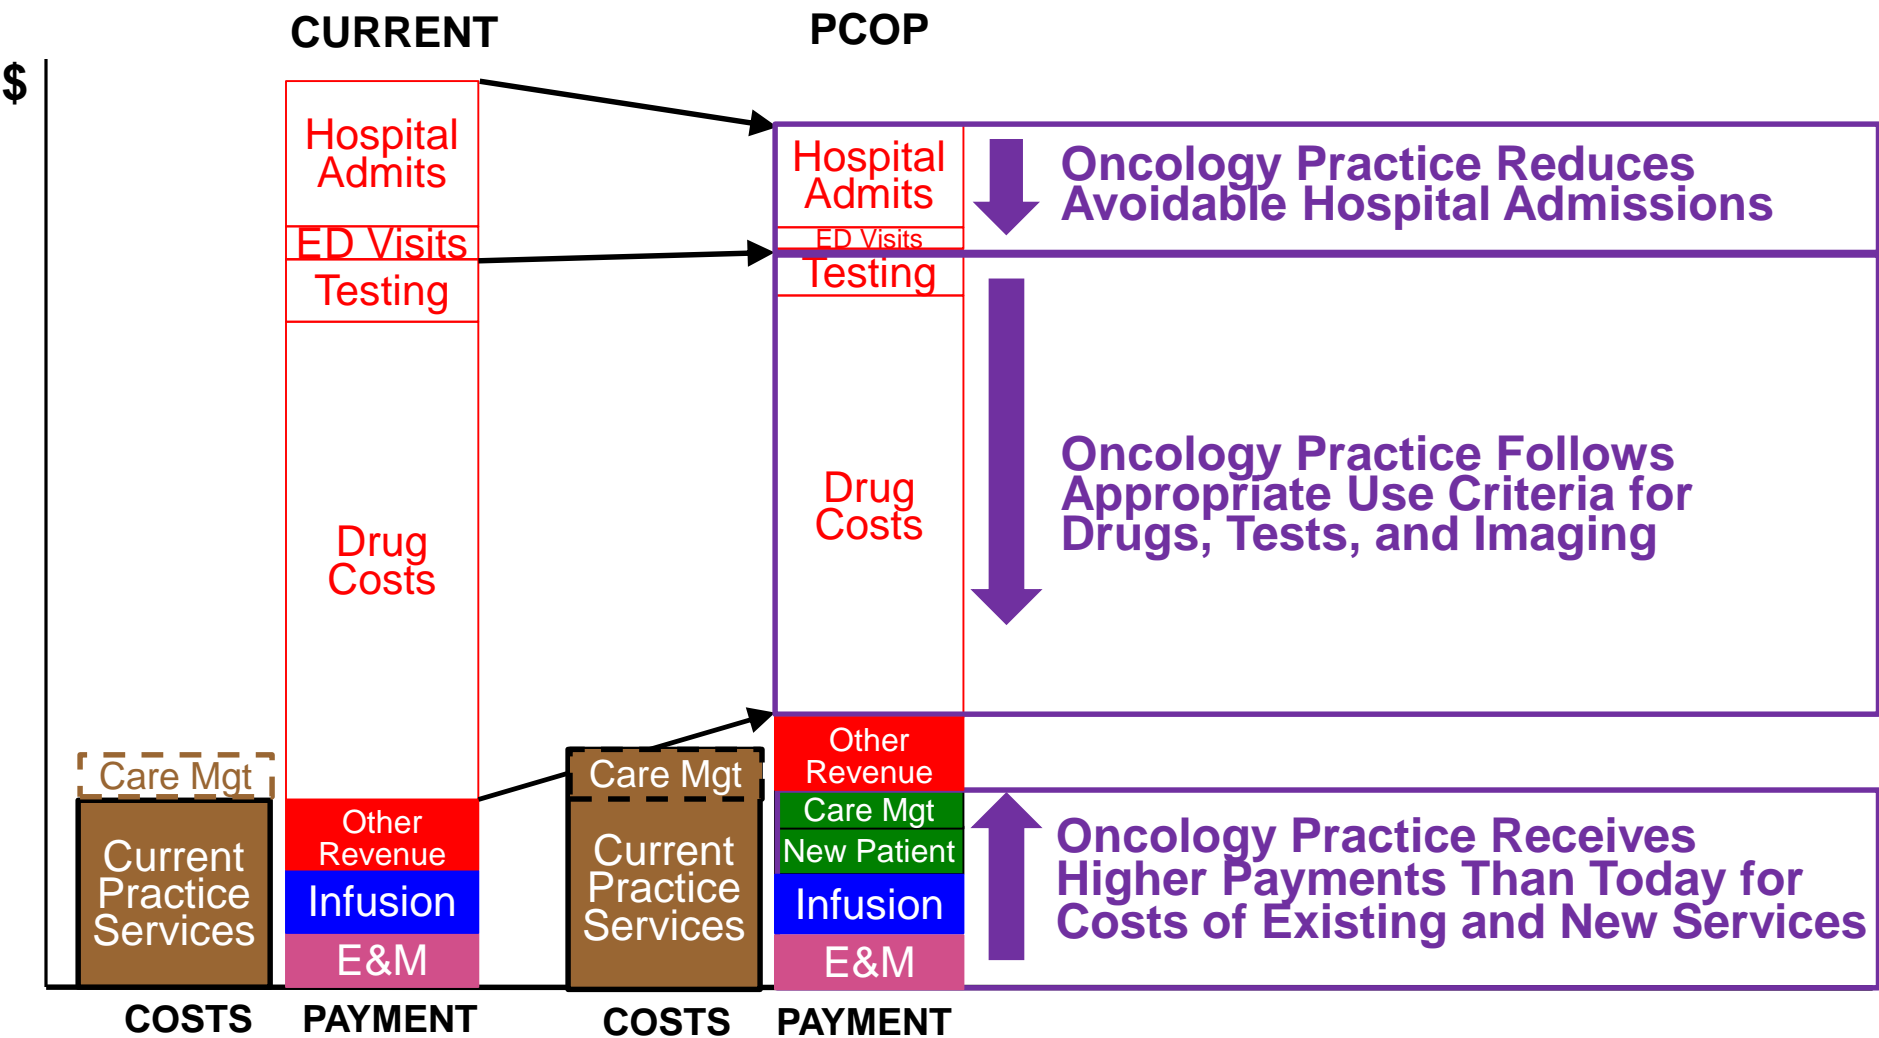 CURRENT
PCOP
$
Hospital
Admits
ED Visits
Testing
Drug
Costs
Other
Revenue
Infusion
E&M
Care Mgt
Current
Practice
Services
COSTS
PAYMENT
Hospital
Admits
ED Visits
Testing
Drug
Costs
Other
Revenue
Care Mgt
New Patient
Infusion
E&M
Care Mgt
Current
Practice
Services
COSTS
PAYMENT
Oncology Practice Reduces
Avoidable Hospital Admissions
Oncology Practice Follows
Appropriate Use Criteria for
Drugs, Tests, and Imaging
Oncology Practice Receives
Higher Payments Than Today for
Costs of Existing and New Services